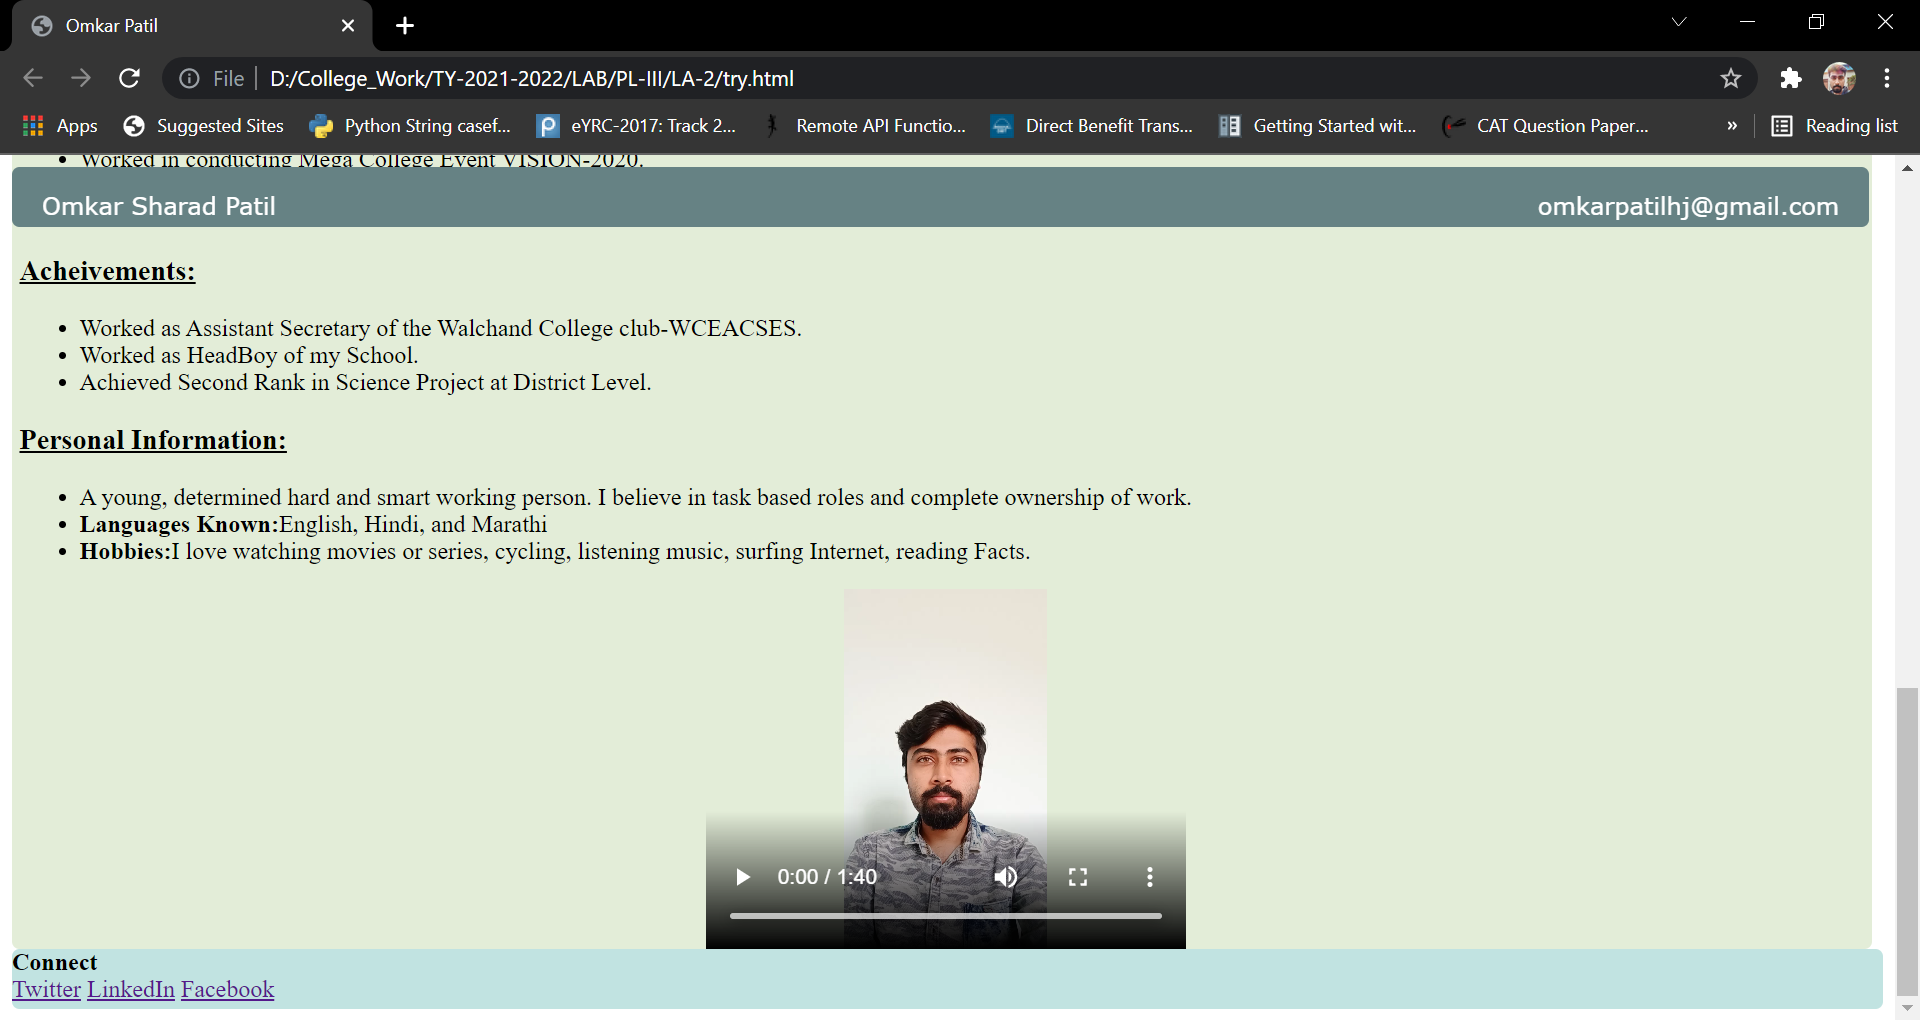 Omkar Patil
File
D:/College_Work/TY-2021-2022/LAB/PL-III/LA-2/try.html
Apps
Suggested Sites
Python String casef...
eYRC-2017: Track 2...
Remote API Functio...
Direct Benefit Trans...
Getting Started wit...
CAT Question Paper...
»
Reading list
• Worked in conducting Mega College Event VISION-2020.
Omkar Sharad Patil
omkarpatilhj@gmail.com
Acheivements:
• Worked as Assistant Secretary of the Walchand College club-WCEACSES.
• Worked as HeadBoy of my School.
• Achieved Second Rank in Science Project at District Level.
Personal Information:
• A young, determined hard and smart working person. I believe in task based roles and complete ownership of work.
• Languages Known:English, Hindi, and Marathi
• Hobbies:I love watching movies or series, cycling, listening music, surfing Internet, reading Facts.
0:00 / 1:40
Connect
Twitter LinkedIn Facebook